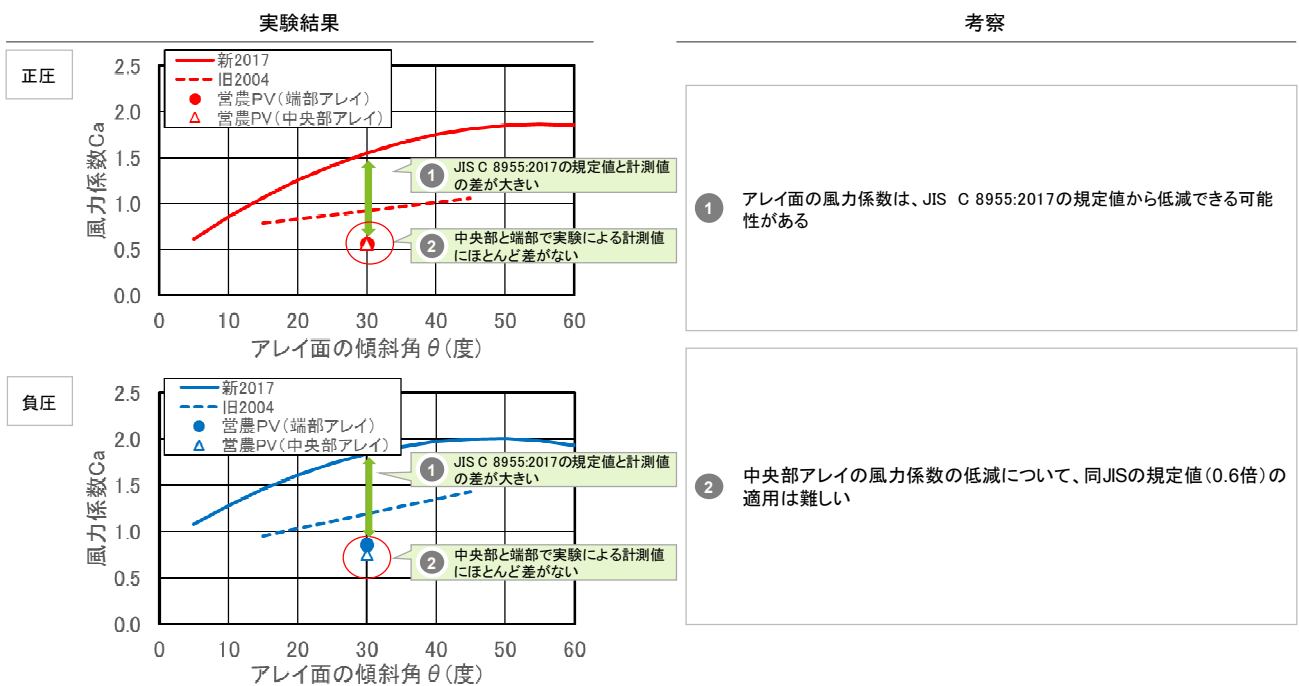 実験結果
考察
正圧
新2017
旧2004
営農PV(端部アレイ)
営農PV(中央部アレイ)
2.5
2.0
1.5
1.0
0.5
0.0
風力係数Ca
0 10 20 30 40 50 60
アレイ面の傾斜角θ(度)
1 JIS C 8955:2017の規定値と計測値
の差が大きい
2 中央部と端部で実験による計測値
にほとんど差がない
1 アレイ面の風力係数は、JIS C 8955:2017の規定値から低減できる可能
性がある
負圧
新2017
旧2004
営農PV(端部アレイ)
営農PV(中央部アレイ)
2.5
2.0
1.5
1.0
0.5
0.0
風力係数Ca
0 10 20 30 40 50 60
アレイ面の傾斜角θ(度)
1 JIS C 8955:2017の規定値と計測値
の差が大きい
2 中央部と端部で実験による計測値
にほとんど差がない
2 中央部アレイの風力係数の低減について、同JISの規定値(0.6倍)の
適用は難しい